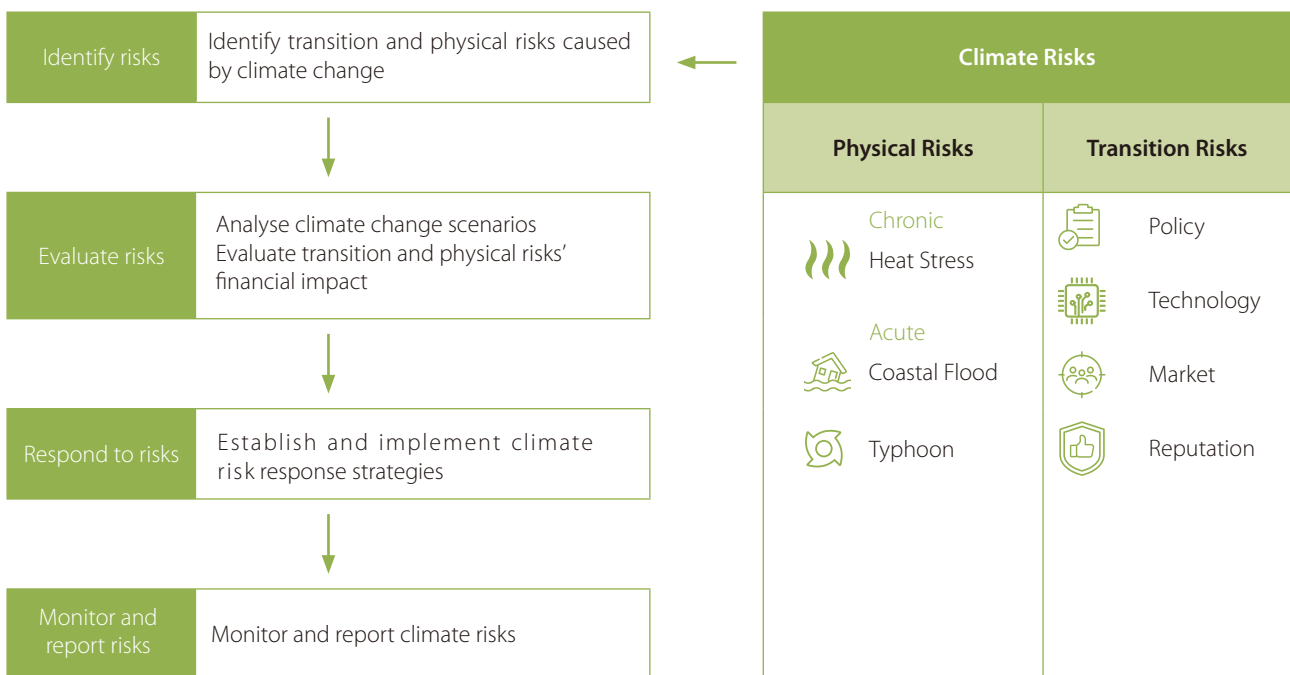 Identify risks
Identify transition and physical risks caused
by climate change
Evaluate risks
Analyse climate change scenarios
Evaluate transition and physical risks’
financial impact
Respond to risks
Establish and implement climate
risk response strategies
Monitor and
report risks
Monitor and report climate risks
Climate Risks
Physical Risks
Transition Risks
Chronic
Heat Stress
Acute
Coastal Flood
Typhoon
Policy
Technology
Market
Reputation